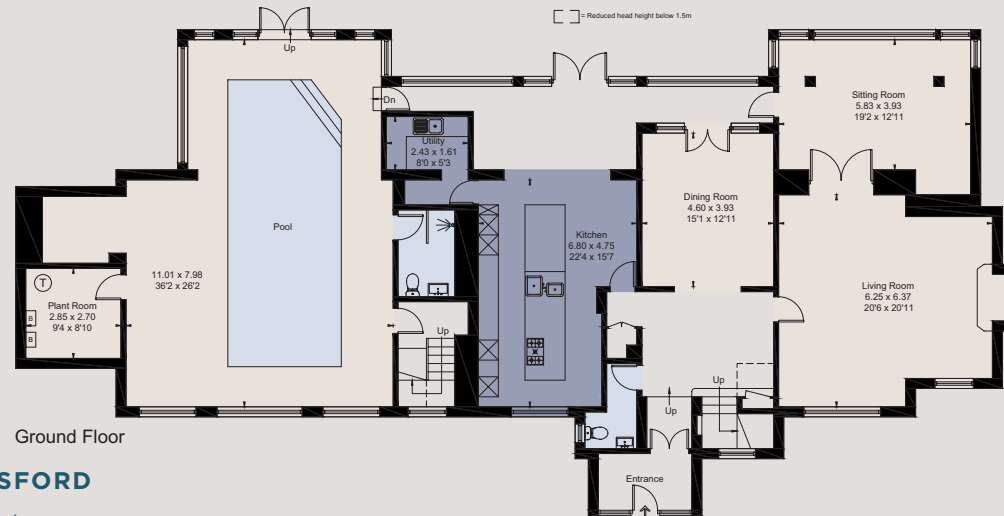 = Reduced head height below 1.5m
Up
Dn
Utility
2.43 x 1.61
8'0 x 5'3
Sitting Room
5.83 x 3.93
19'2 x 12'11
Dining Room
4.60 x 3.93
15'1 x 12'11
Pool
Kitchen
6.80 x 4.75
22'4 x 15'7
11.01 x 7.98
36'2 x 26'2
T
Plant Room
2.85 x 2.70
9'4 x 8'10
B
B
Living Room
6.25 x 6.37
20'6 x 20'11
Up
Up
Up
Ground Floor
SFORD
Entrance